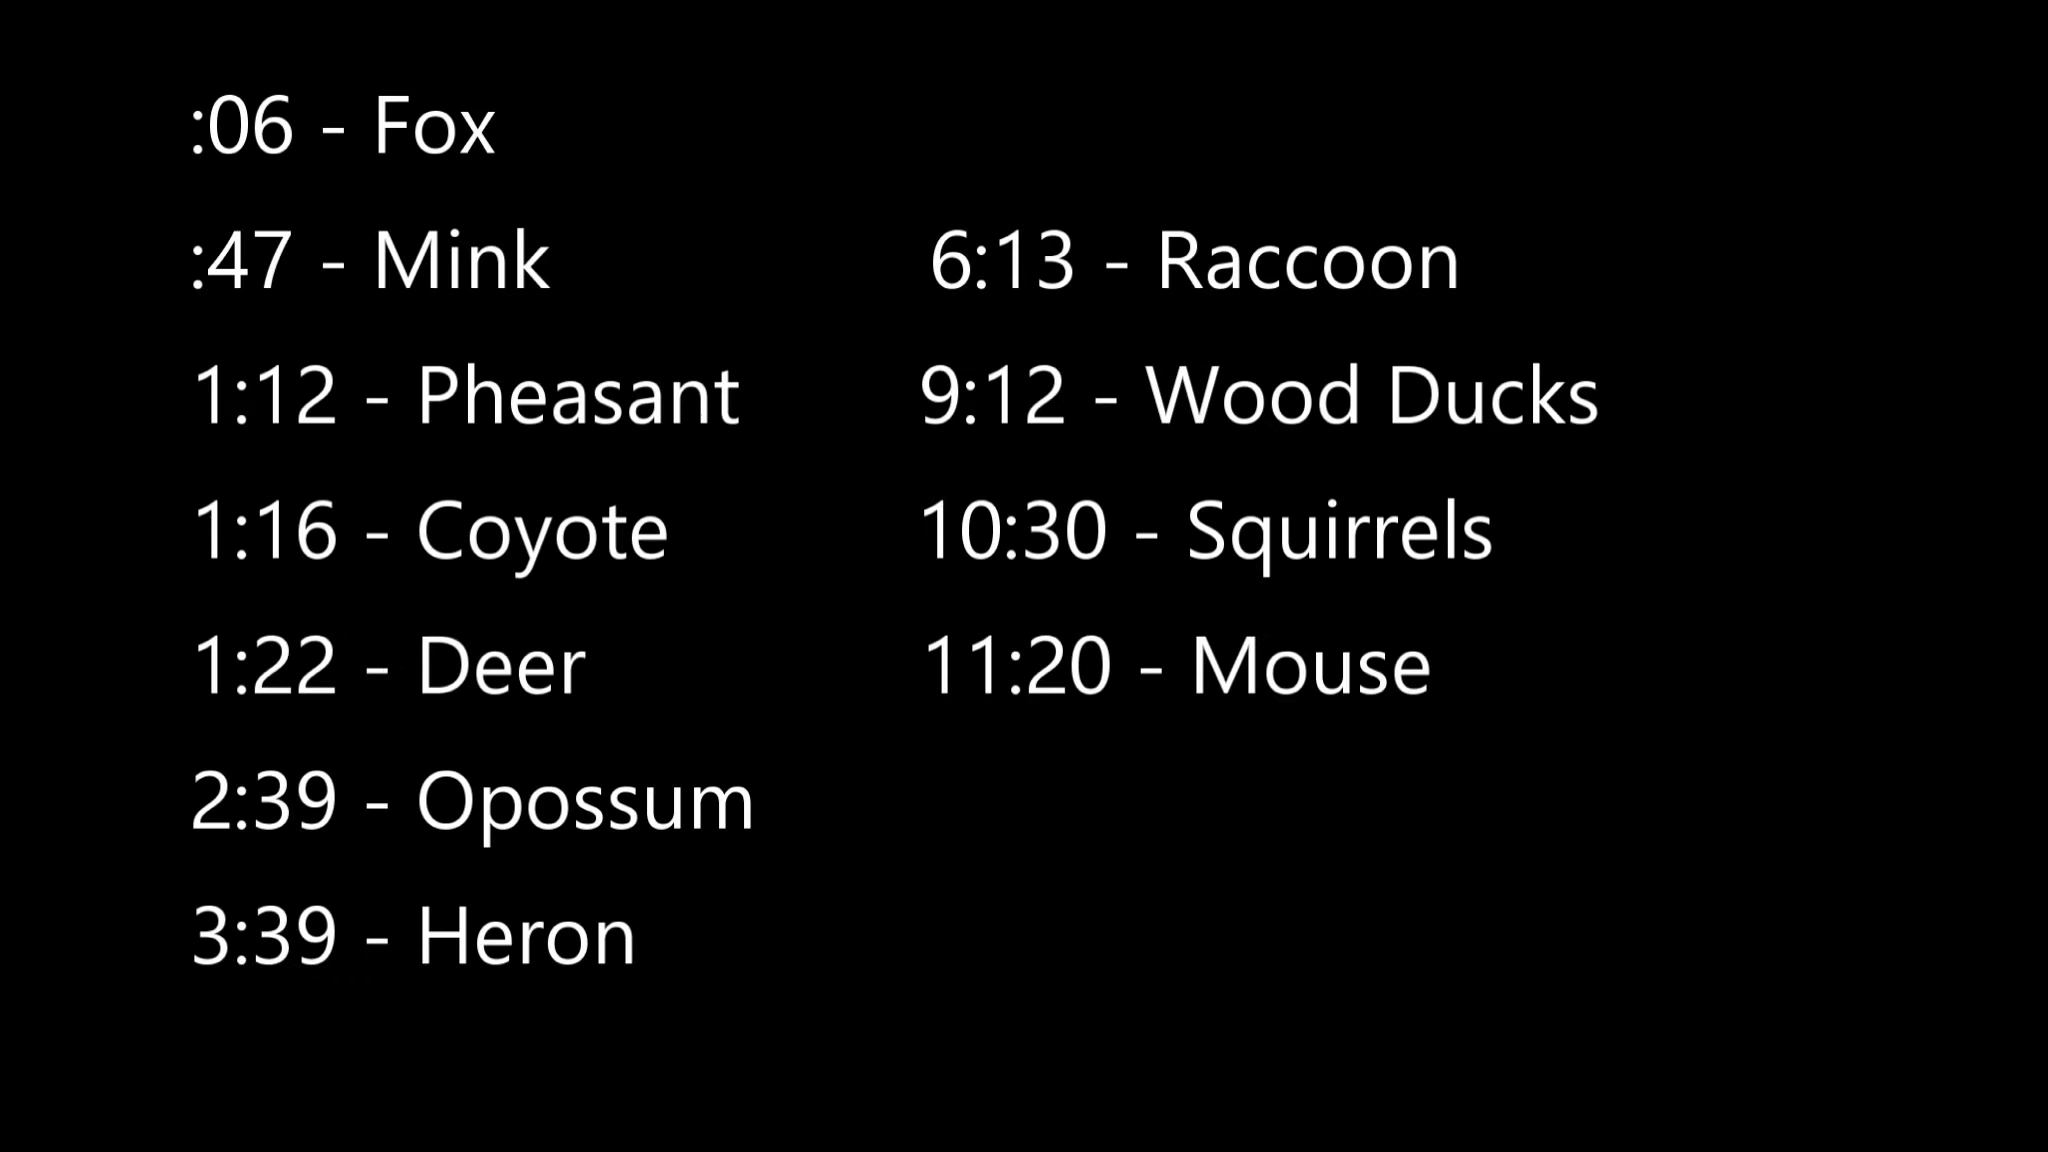 :06 - Fox
:47 - Mink
1:12 - Pheasant
1:16 - Coyote
1:22 - Deer
2:39 - Opossum
3:39 - Heron
6:13 - Raccoon
9:12 - Wood Ducks
10:30 - Squirrels
11:20 - Mouse